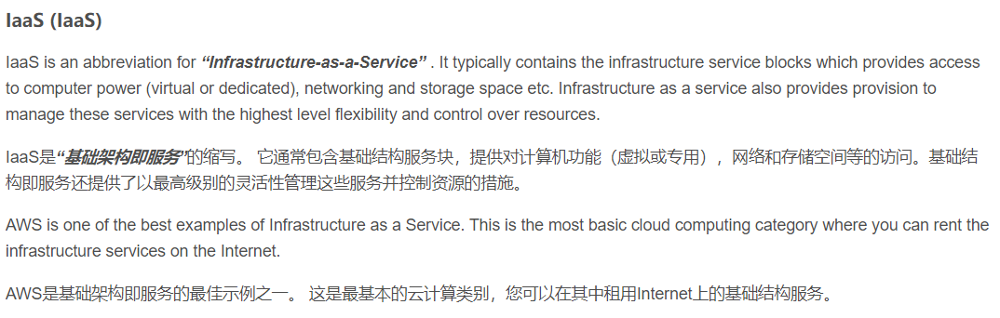 IaaS (IaaS)
IaaS is an abbreviation for “Infrastructure-as-a-Service” . It typically contains the infrastructure service blocks which provides access
to computer power (virtual or dedicated), networking and storage space etc. Infrastructure as a service also provides provision to
manage these services with the highest level flexibility and control over resources.
IaaS是“基础架构即服务”的缩写。 它通常包含基础结构服务块，提供对计算机功能（虚拟或专用），网络和存储空间等的访问。基础结
构即服务还提供了以最高级别的灵活性管理这些服务并控制资源的措施。
AWS is one of the best examples of Infrastructure as a Service. This is the most basic cloud computing category where you can rent the
infrastructure services on the Internet.
AWS是基础架构即服务的最佳示例之一。 这是最基本的云计算类别，您可以在其中租用Internet上的基础结构服务。